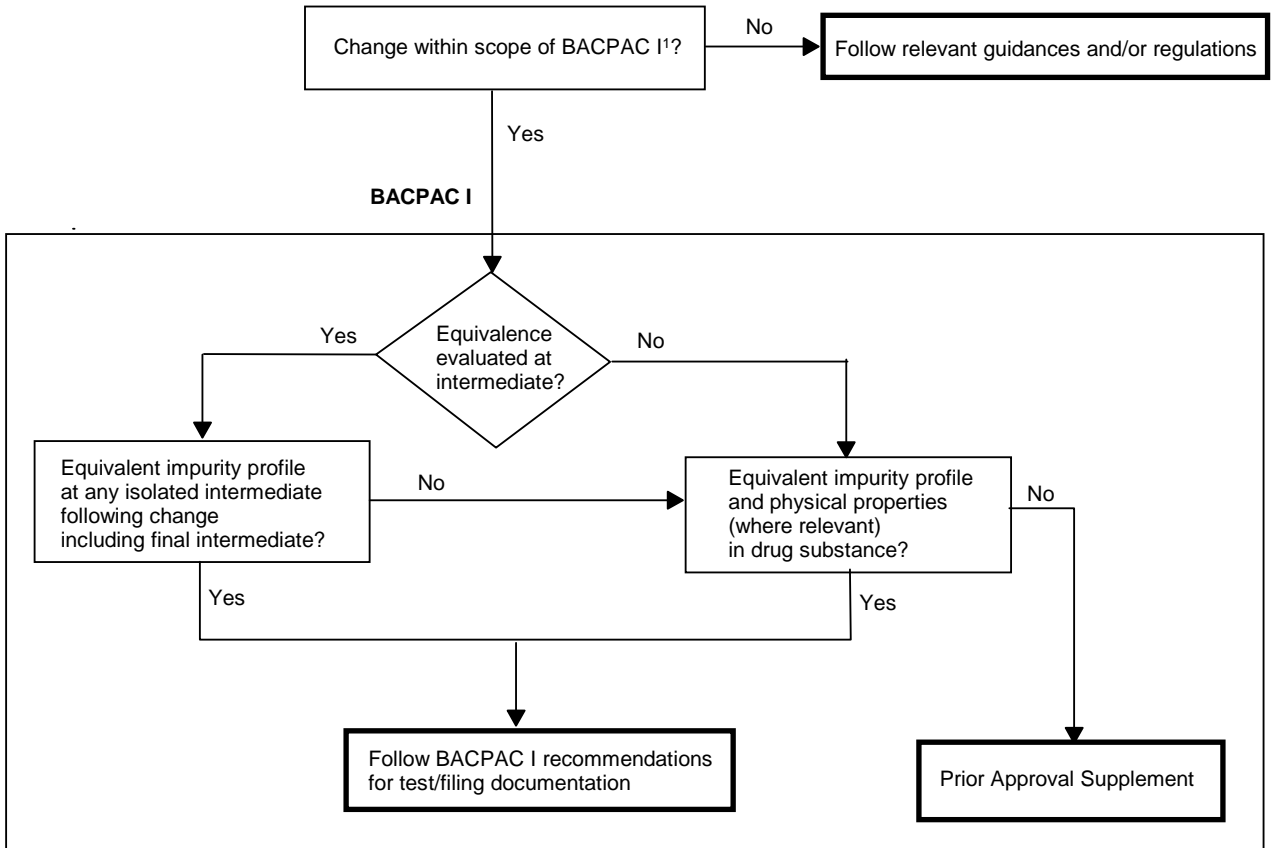 Change within scope of BACPAC I¹?
No
Follow relevant guidances and/or regulations
Yes
BACPAC I
Yes
Equivalence
evaluated at
intermediate?
No
Equivalent impurity profile
at any isolated intermediate
following change
including final intermediate?
No
Equivalent impurity profile
and physical properties
(where relevant)
in drug substance?
No
Yes
Yes
Follow BACPAC I recommendations
for test/filing documentation
Prior Approval Supplement